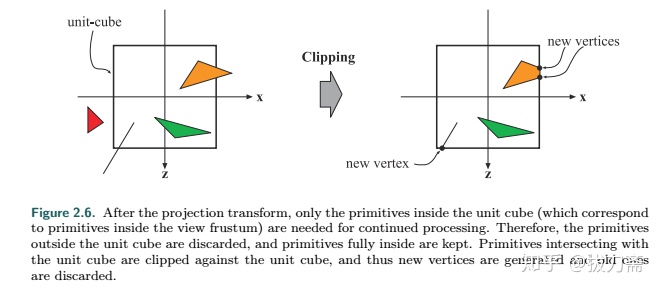 unit-cube
Clipping
new vertices
x
x
new vertex
z
z
Figure 2.6. After the projection transform, only the primitives inside the unit cube (which correspond
to primitives inside the view frustum) are needed for continued processing. Therefore, the primitives
outside the unit cube are discarded, and primitives fully inside are kept. Primitives intersecting with
the unit cube are clipped against the unit cube, and thus new vertices are generated and old ones
are discarded.
知乎 @拔力需